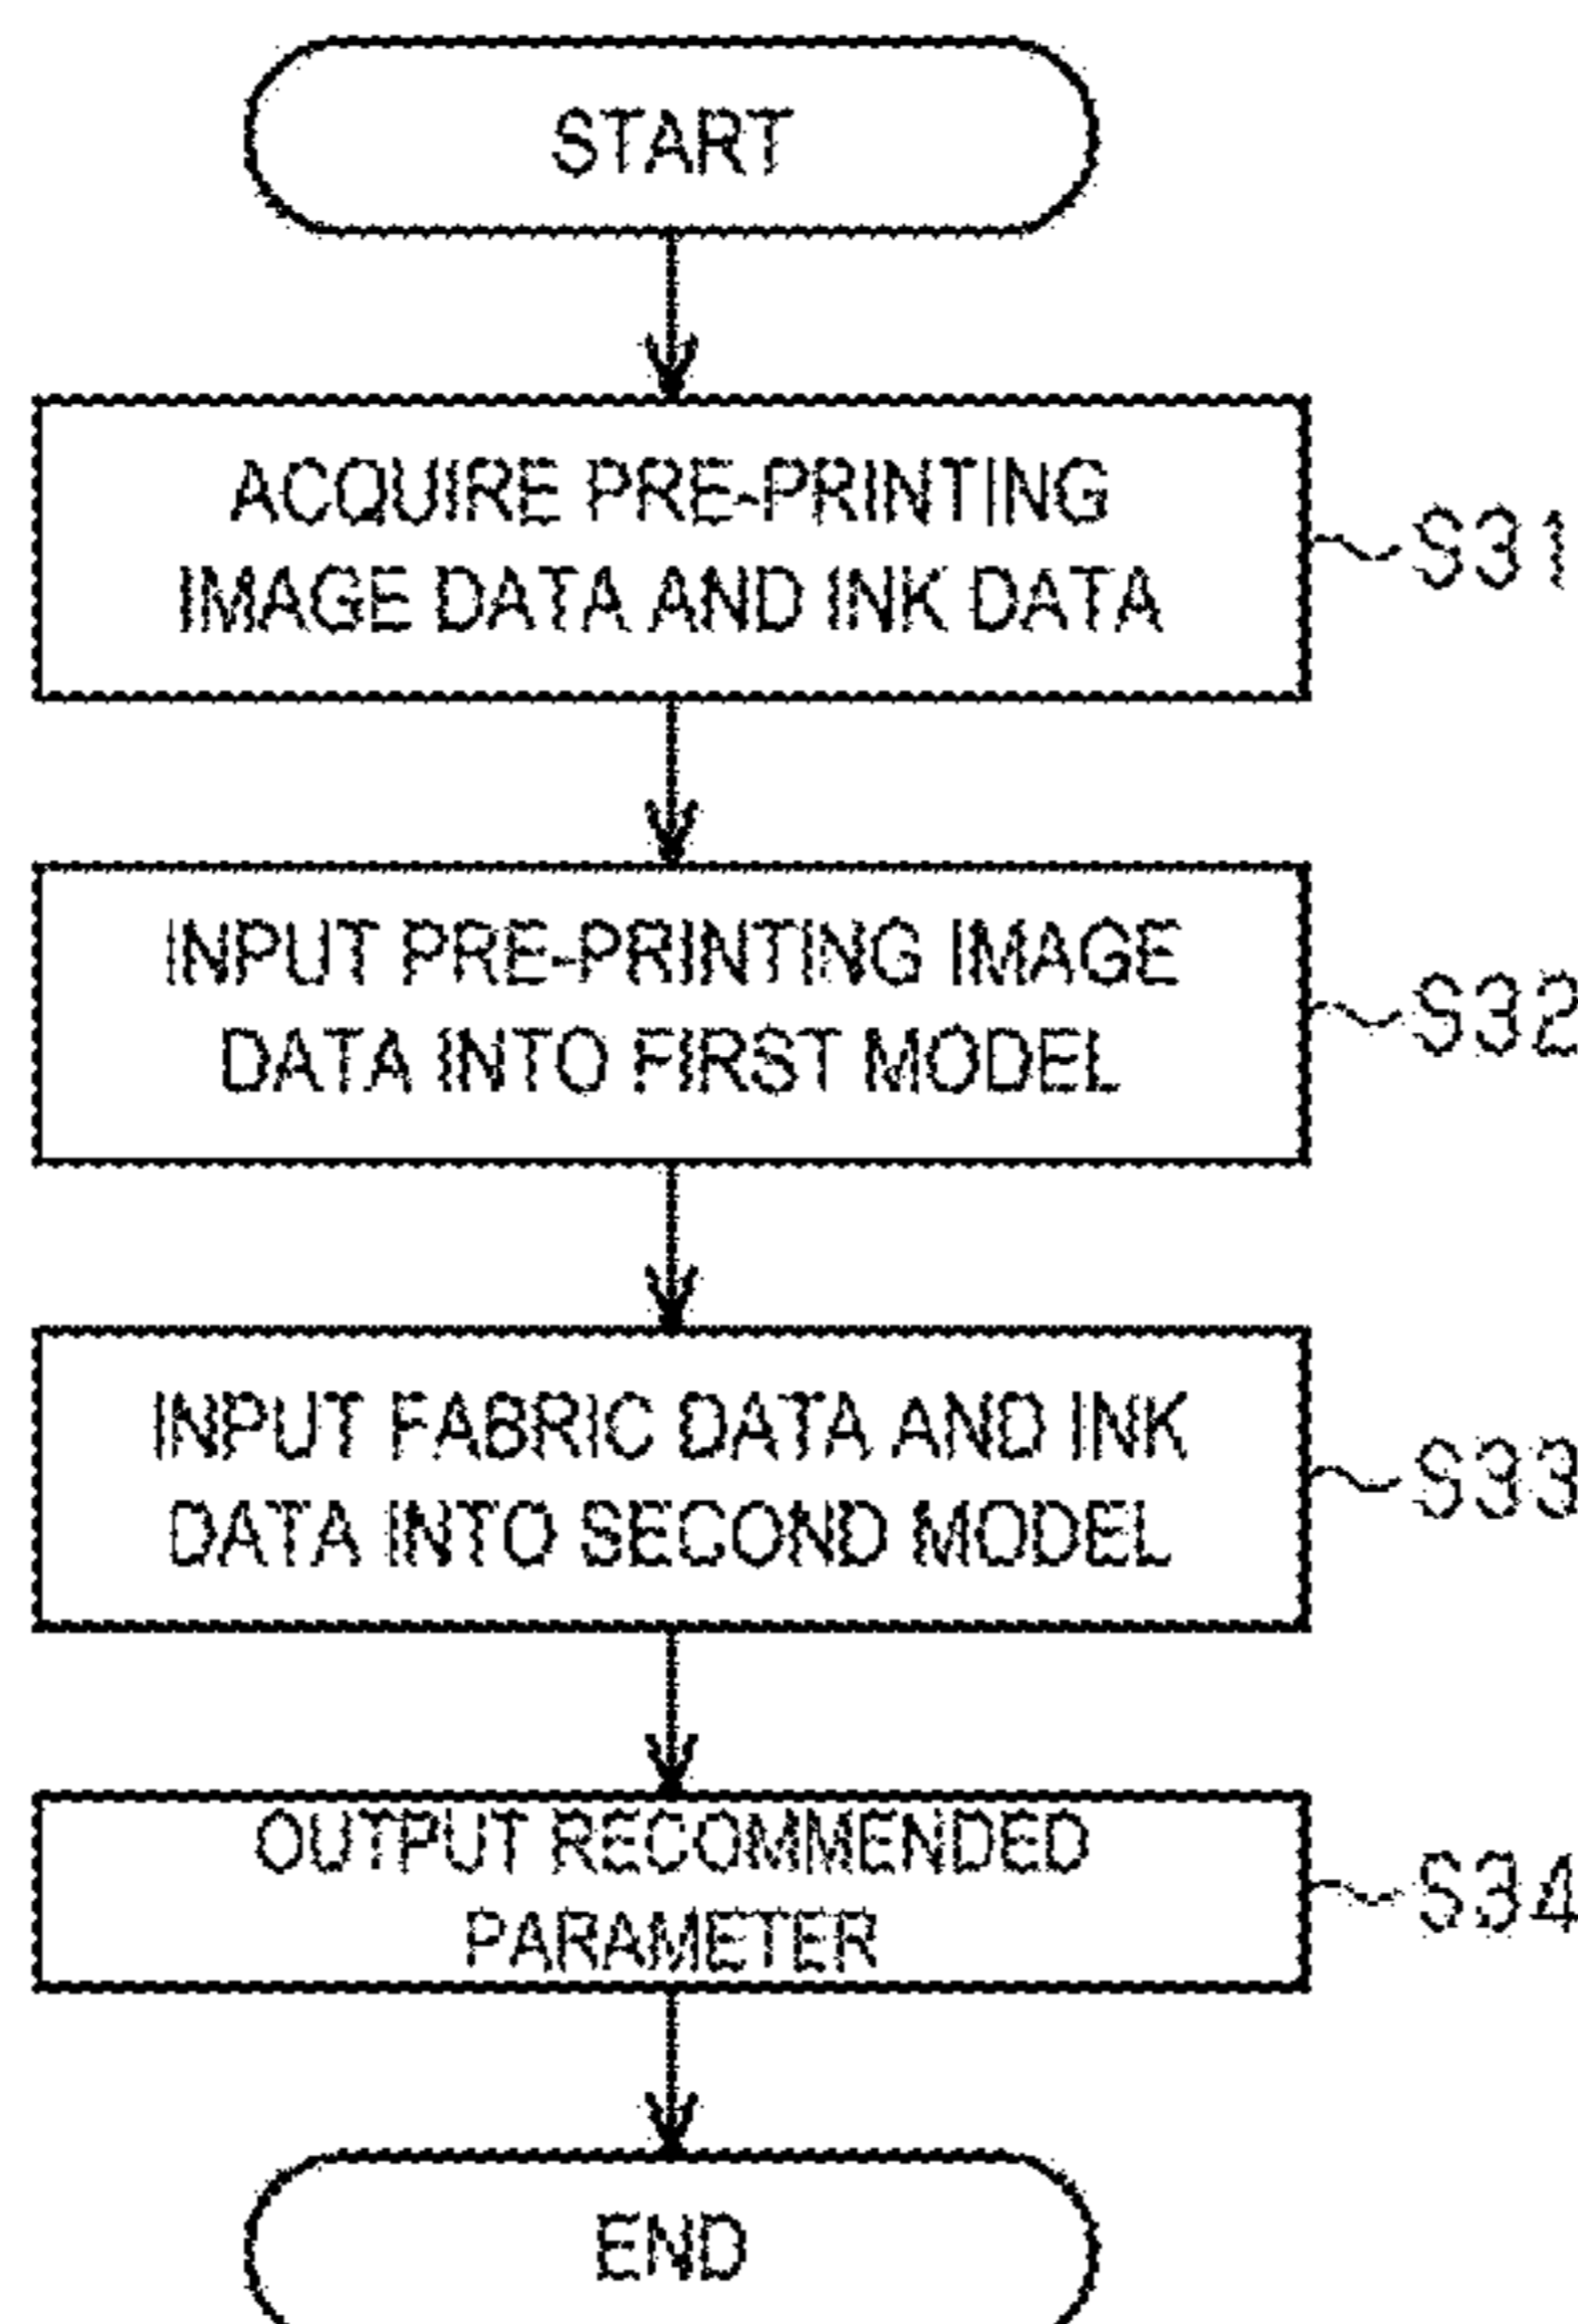 START
ACQUIRE PRE-PRINTING
IMAGE DATA AND INK DATA
S31
INPUT PRE-PRINTING IMAGE
DATA INTO FIRST MODEL
S32
INPUT FABRIC DATA AND INK
DATA INTO SECOND MODEL
S33
OUTPUT RECOMMENDED
PARAMETER
S34
END